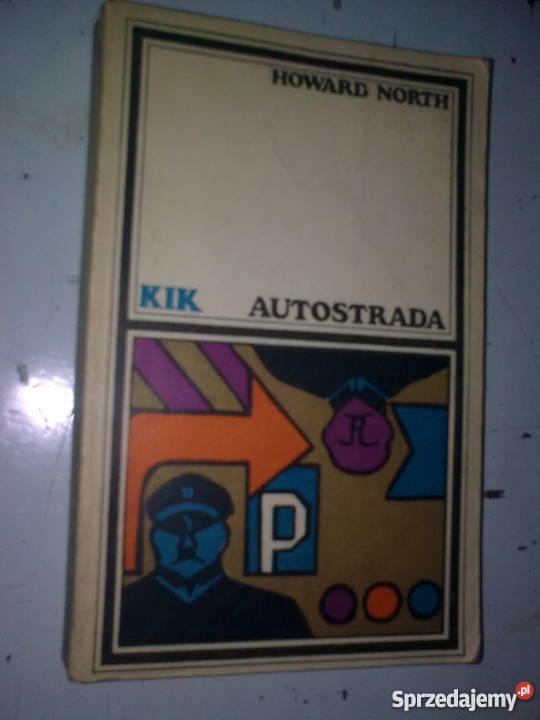 HOWARD NORTH
KIK AUTOSTRADA
P
Sprzedajemy.pl